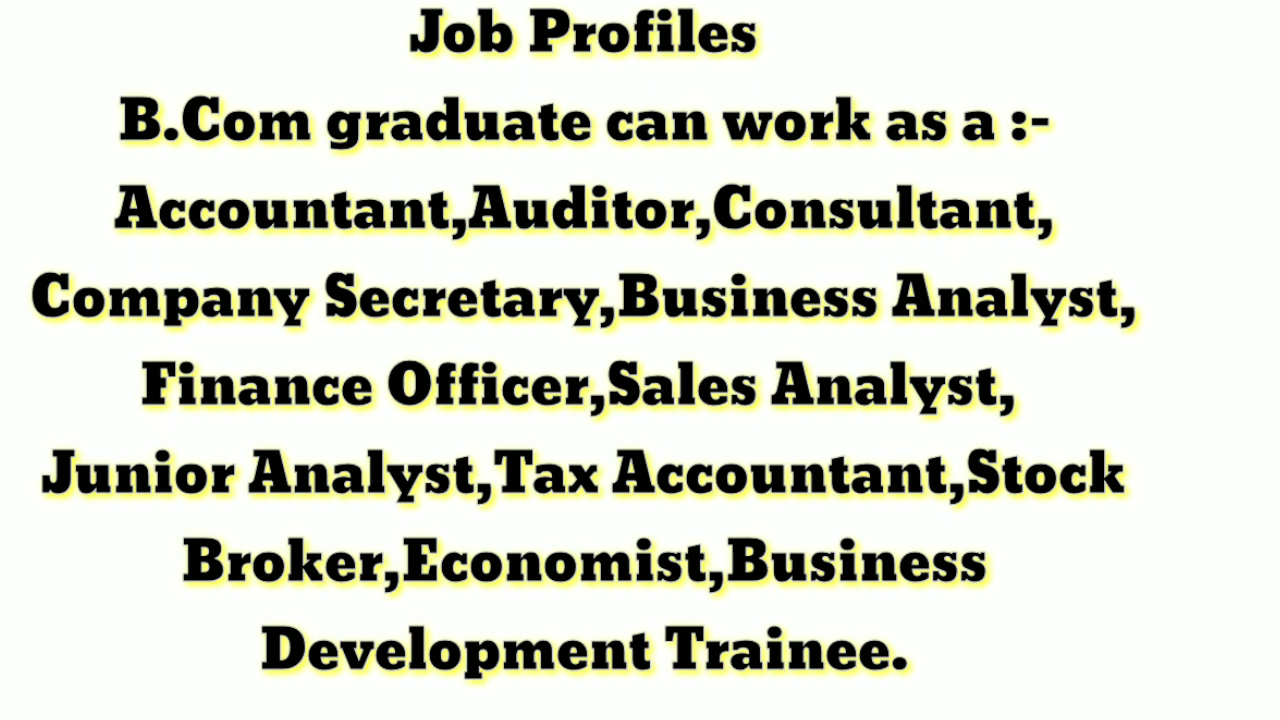 Job Profiles
B.Com graduate can work as a :-
Accountant,Auditor,Consultant,
Company Secretary,Business Analyst,
Finance Officer,Sales Analyst,
Junior Analyst,Tax Accountant,Stock
Broker,Economist,Business
Development Trainee.